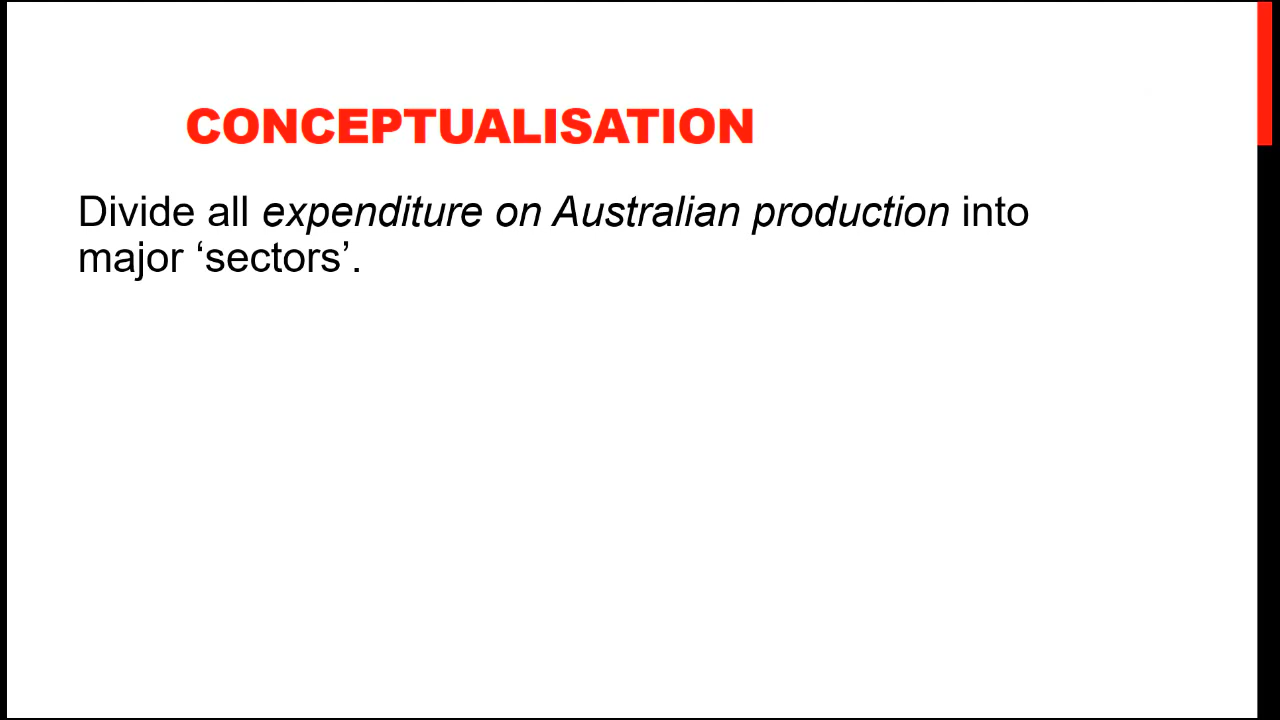 CONCEPTUALISATION
Divide all expenditure on Australian production into
major ‘sectors’.